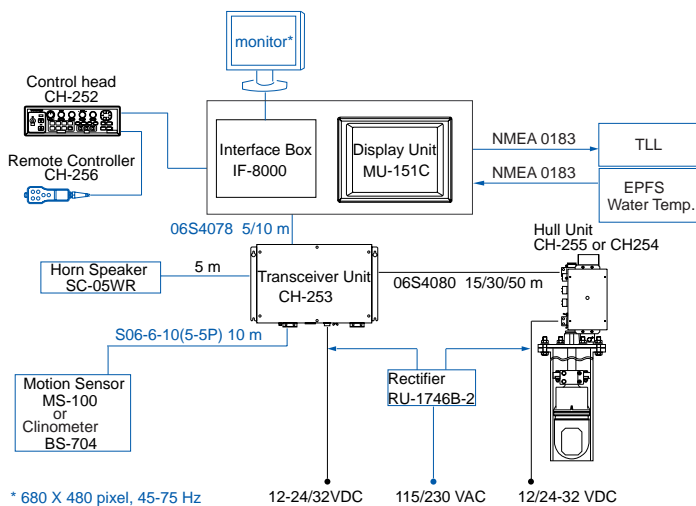 monitor*
Control head
CH-252
Remote Controller
CH-256
Interface Box
IF-8000
Display Unit
MU-151C
NMEA 0183
TLL
NMEA 0183
EPFS
Water Temp.
06S4078 5/10 m
Hull Unit
CH-255 or CH254
Horn Speaker
SC-05WR
5 m
Transceiver Unit
CH-253
06S4080 15/30/50 m
S06-6-10(5-5P) 10 m
Motion Sensor
MS-100
or
Clinometer
BS-704
Rectifier
RU-1746B-2
* 680 X 480 pixel, 45-75 Hz
12-24/32VDC
115/230 VAC
12/24-32 VDC